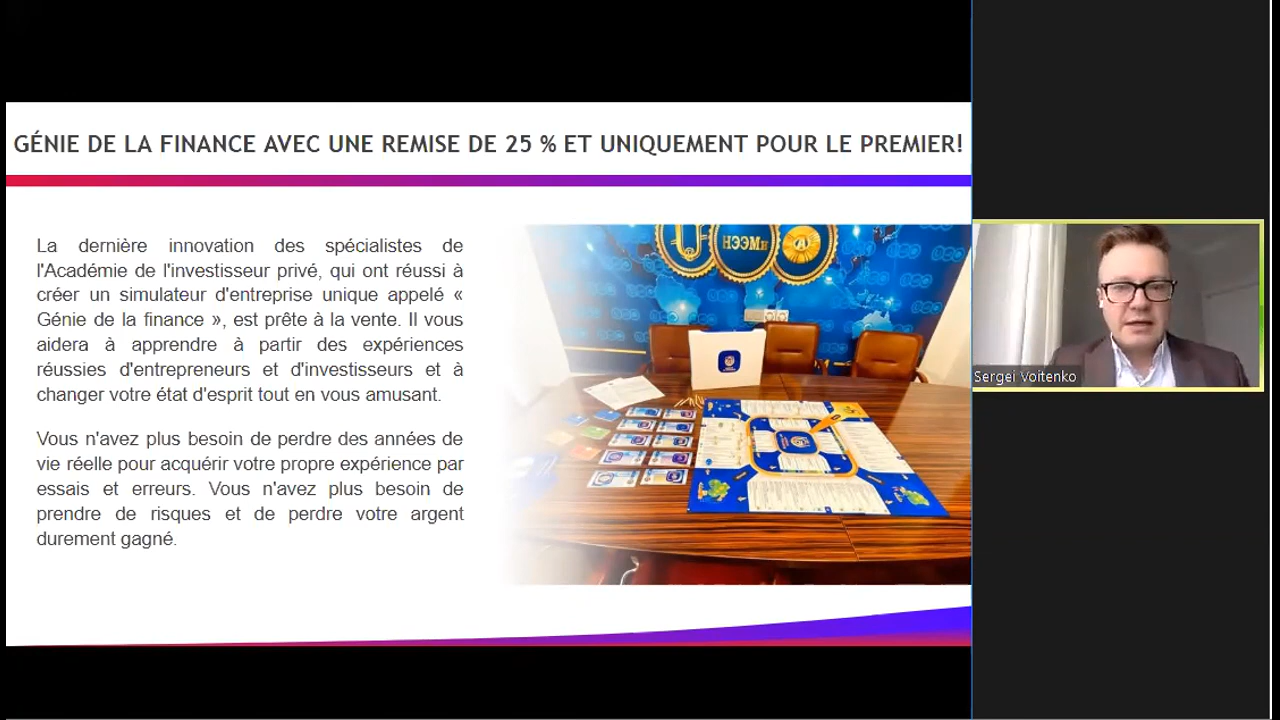 GÉNIE DE LA FINANCE AVEC UNE REMISE DE 25 % ET UNIQUEMENT POUR LE PREMIER!
La dernière innovation des spécialistes de
l'Académie de l'investisseur privé, qui ont réussi à
créer un simulateur d'entreprise unique appelé «
Génie de la finance », est prête à la vente. Il vous
aidera à apprendre à partir des expériences
réussies d'entrepreneurs et d'investisseurs et à
changer votre état d'esprit tout en vous amusant.
Vous n'avez plus besoin de perdre des années de
vie réelle pour acquérir votre propre expérience par
essais et erreurs. Vous n'avez plus besoin de
prendre de risques et de perdre votre argent
durement gagné.
НЭЭМи
Sergei Voitenko